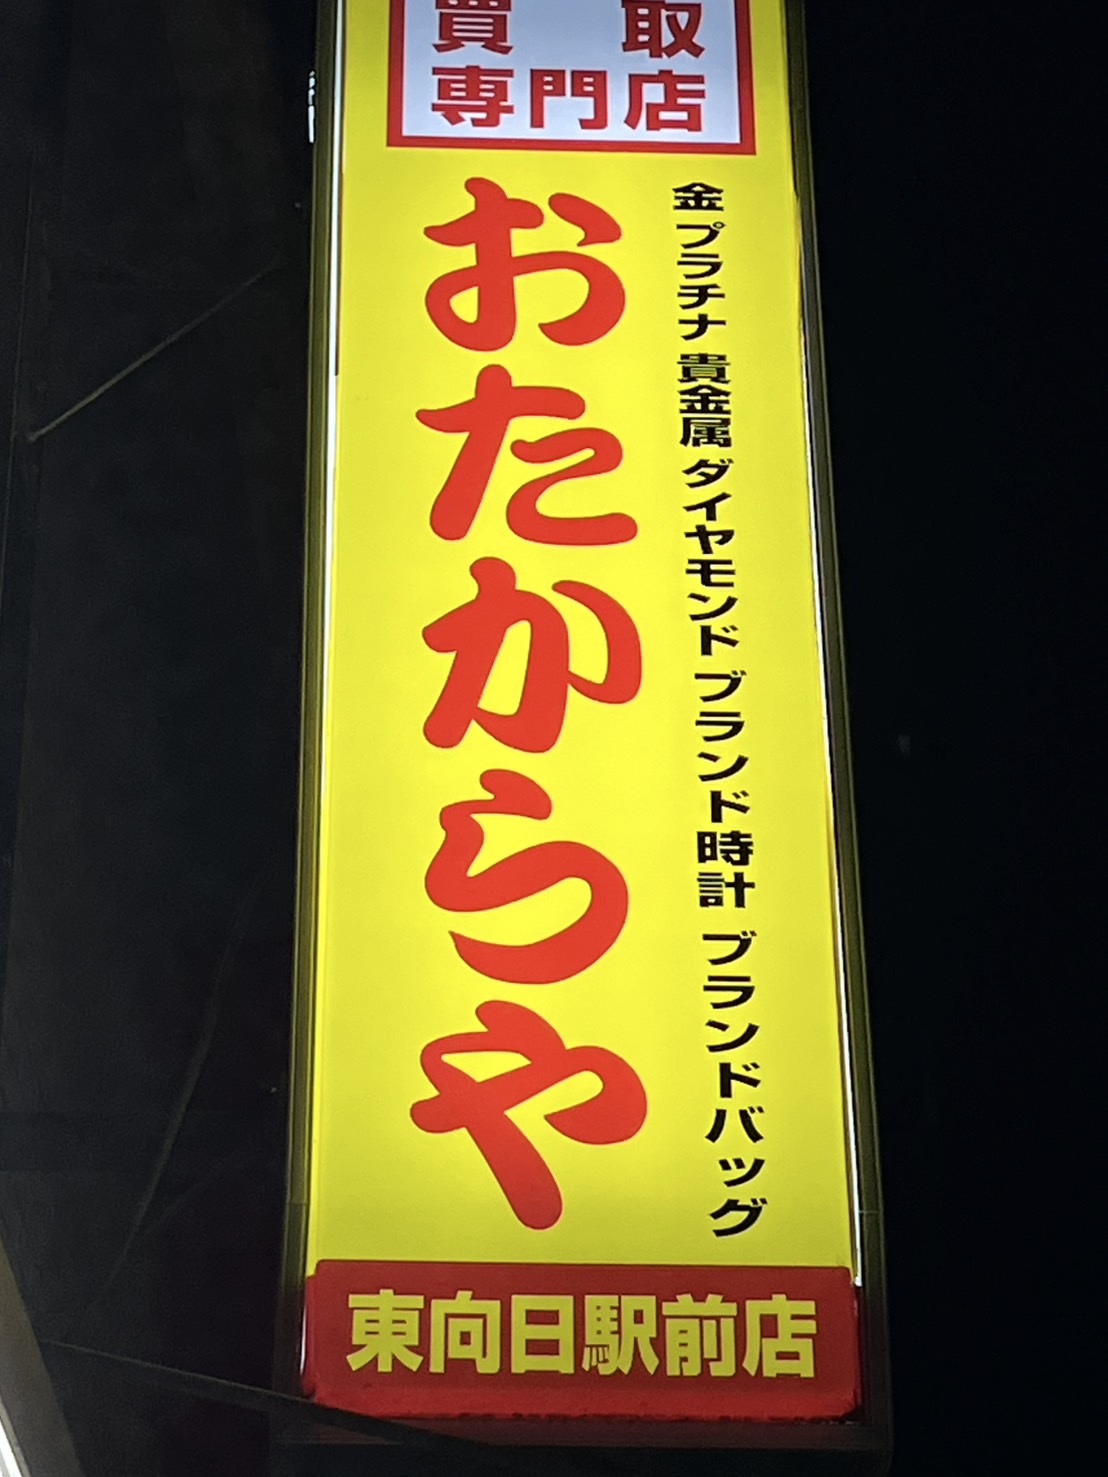 買取
専門店
金 プラチナ 貴金属 ダイヤモンド ブランド時計 ブランドバッグ
おたからや
東向日駅前店